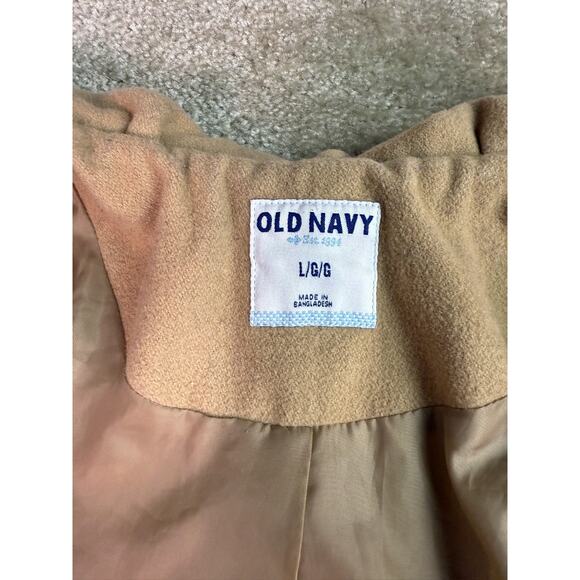 OLD NAVY
Est. 1994
L/G/G
MADE IN
BANGLADESH